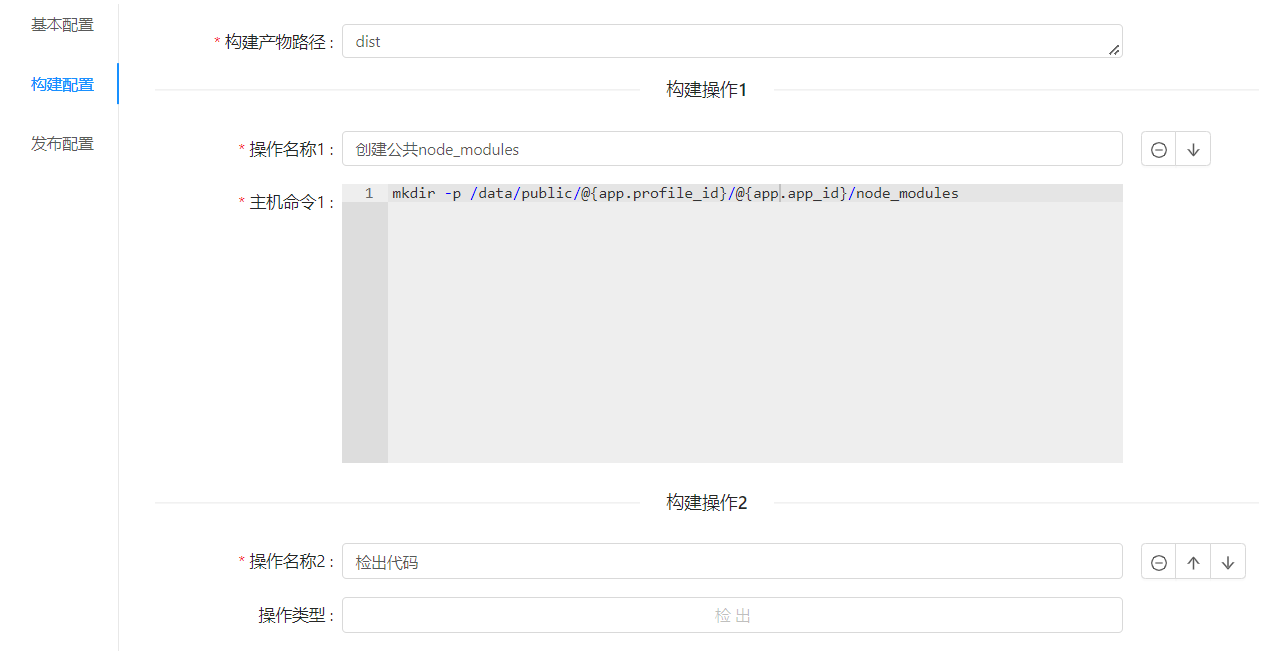 基本配置
构建配置
发布配置
* 构建产物路径 : dist
构建操作1
* 操作名称1 : 创建公共node_modules
* 主机命令1 : 1 mkdir -p /data/public/@{app.profile_id}/@{app.app_id}/node_modules
构建操作2
* 操作名称2 : 检出代码
操作类型 : 检 出